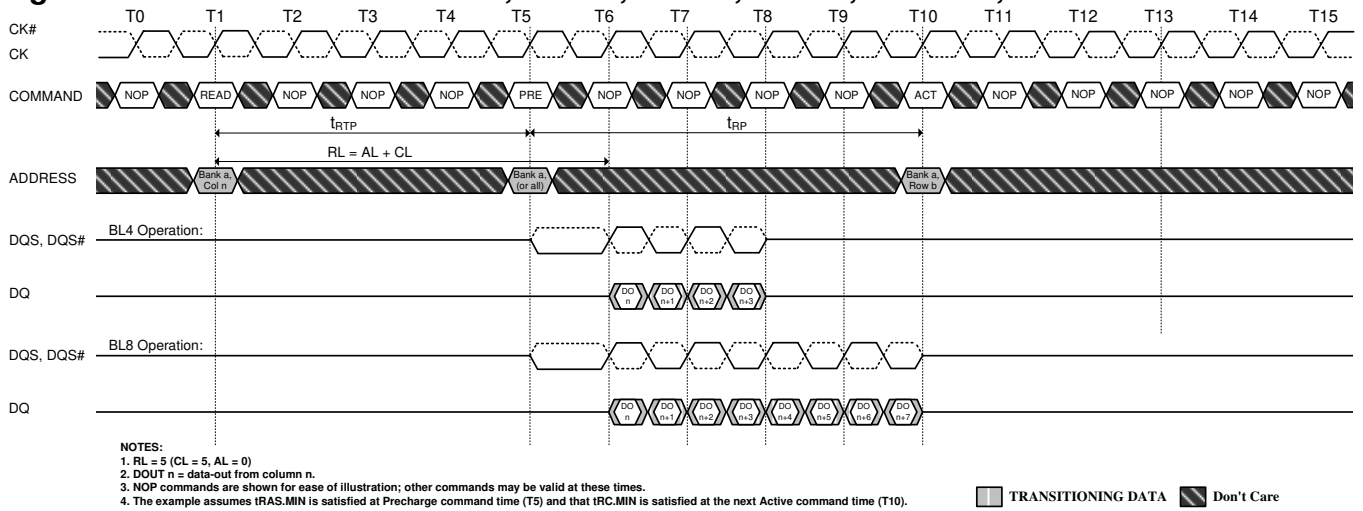 T0 T1 T2 T3 T4 T5 T6 T7 T8 T9 T10 T11 T12 T13 T14 T15
CK#
CK
COMMAND NOP READ NOP NOP NOP PRE NOP NOP NOP NOP ACT NOP NOP NOP NOP NOP
tRTP tRP
RL = AL + CL
ADDRESS
Bank a, Bank a, Bank a,
Col n (or all) Row b
BL4 Operation:
DQS, DQS#
DQ
DO DO DO DO
n n+1 n+2 n+3
BL8 Operation:
DQS, DQS#
DQ
DO DO DO DO DO DO DO DO
n n+1 n+2 n+3 n+4 n+5 n+6 n+7
NOTES:
1. RL = 5 (CL = 5, AL = 0)
2. DOUT n = data-out from column n.
3. NOP commands are shown for ease of illustration; other commands may be valid at these times.
4. The example assumes tRAS.MIN is satisfied at Precharge command time (T5) and that tRC.MIN is satisfied at the next Active command time (T10).
TRANSITIONING DATA Don't Care